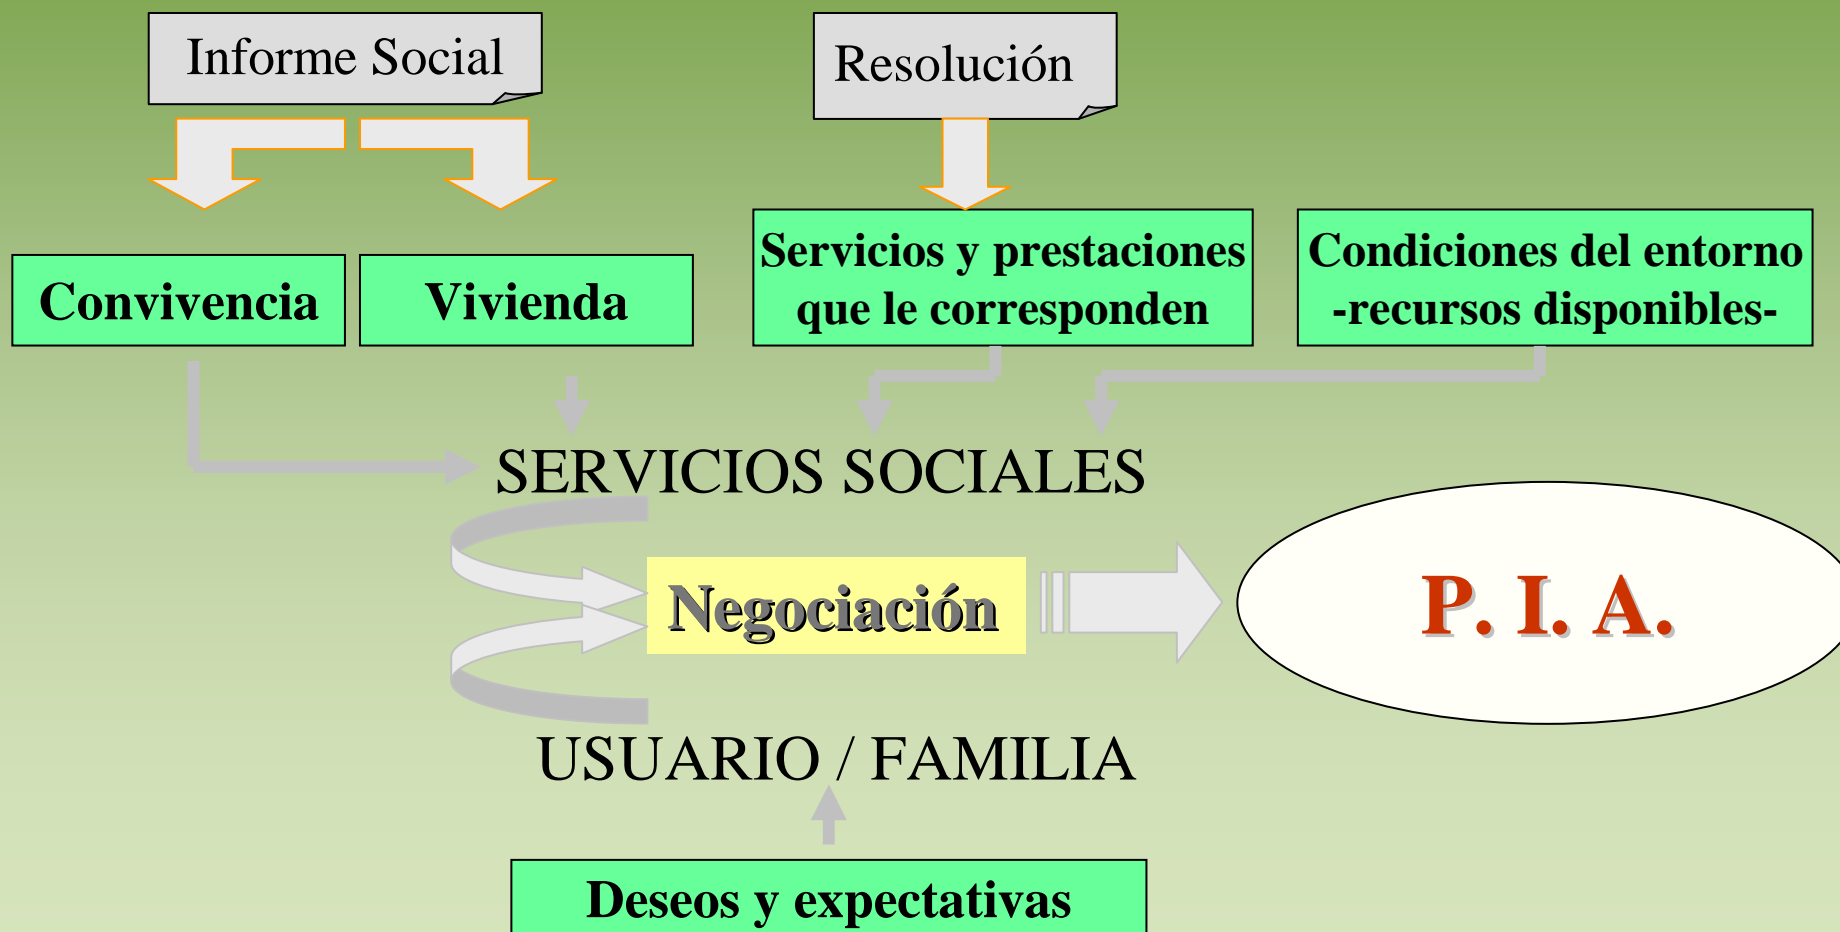 Informe Social
Resolución
Convivencia
Vivienda
Servicios y prestaciones
que le corresponden
Condiciones del entorno
-recursos disponibles-
SERVICIOS SOCIALES
Negociación
P. I. A.
USUARIO / FAMILIA
Deseos y expectativas